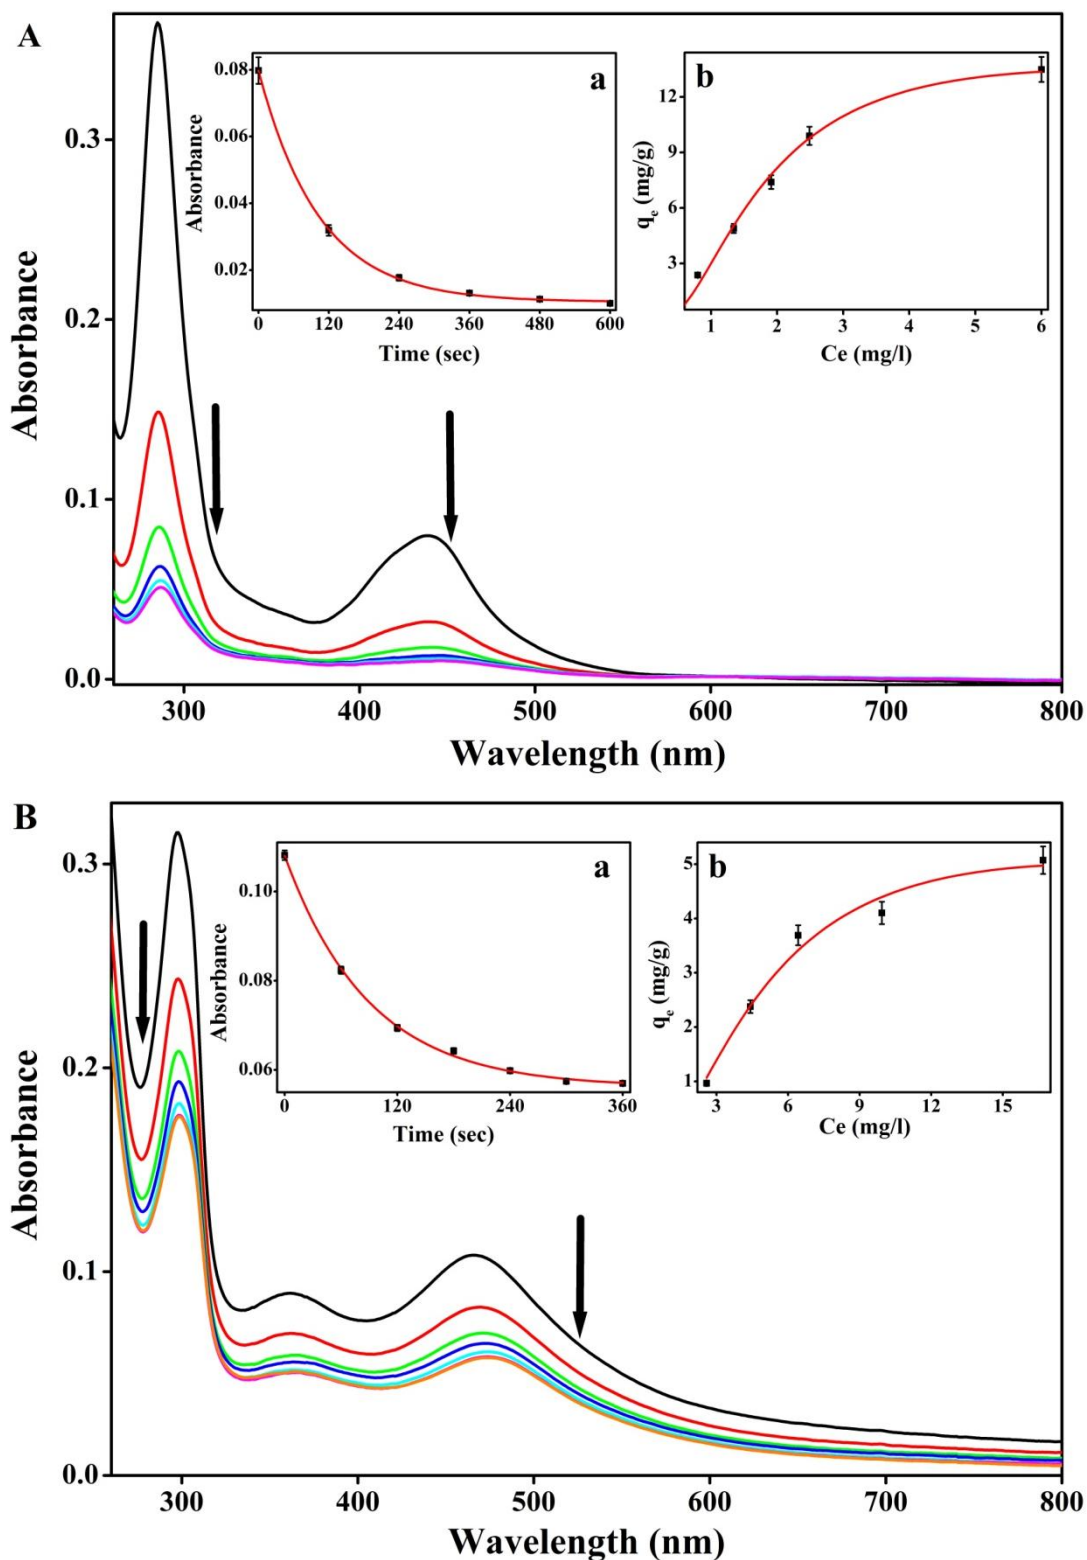 A
a
b
0.08
0.06
0.04
0.02
Absorbance
0 120 240 360 480 600
Time (sec)
12
9
6
3
qe (mg/g)
1 2 3 4 5 6
Ce (mg/l)
0.3
0.2
0.1
0.0
Absorbance
300 400 500 600 700 800
Wavelength (nm)
B
a
b
0.10
0.08
0.06
Absorbance
0 120 240 360
Time (sec)
5
4
3
2
1
qe (mg/g)
3 6 9 12 15
Ce (mg/l)
0.3
0.2
0.1
0.0
Absorbance
300 400 500 600 700 800
Wavelength (nm)